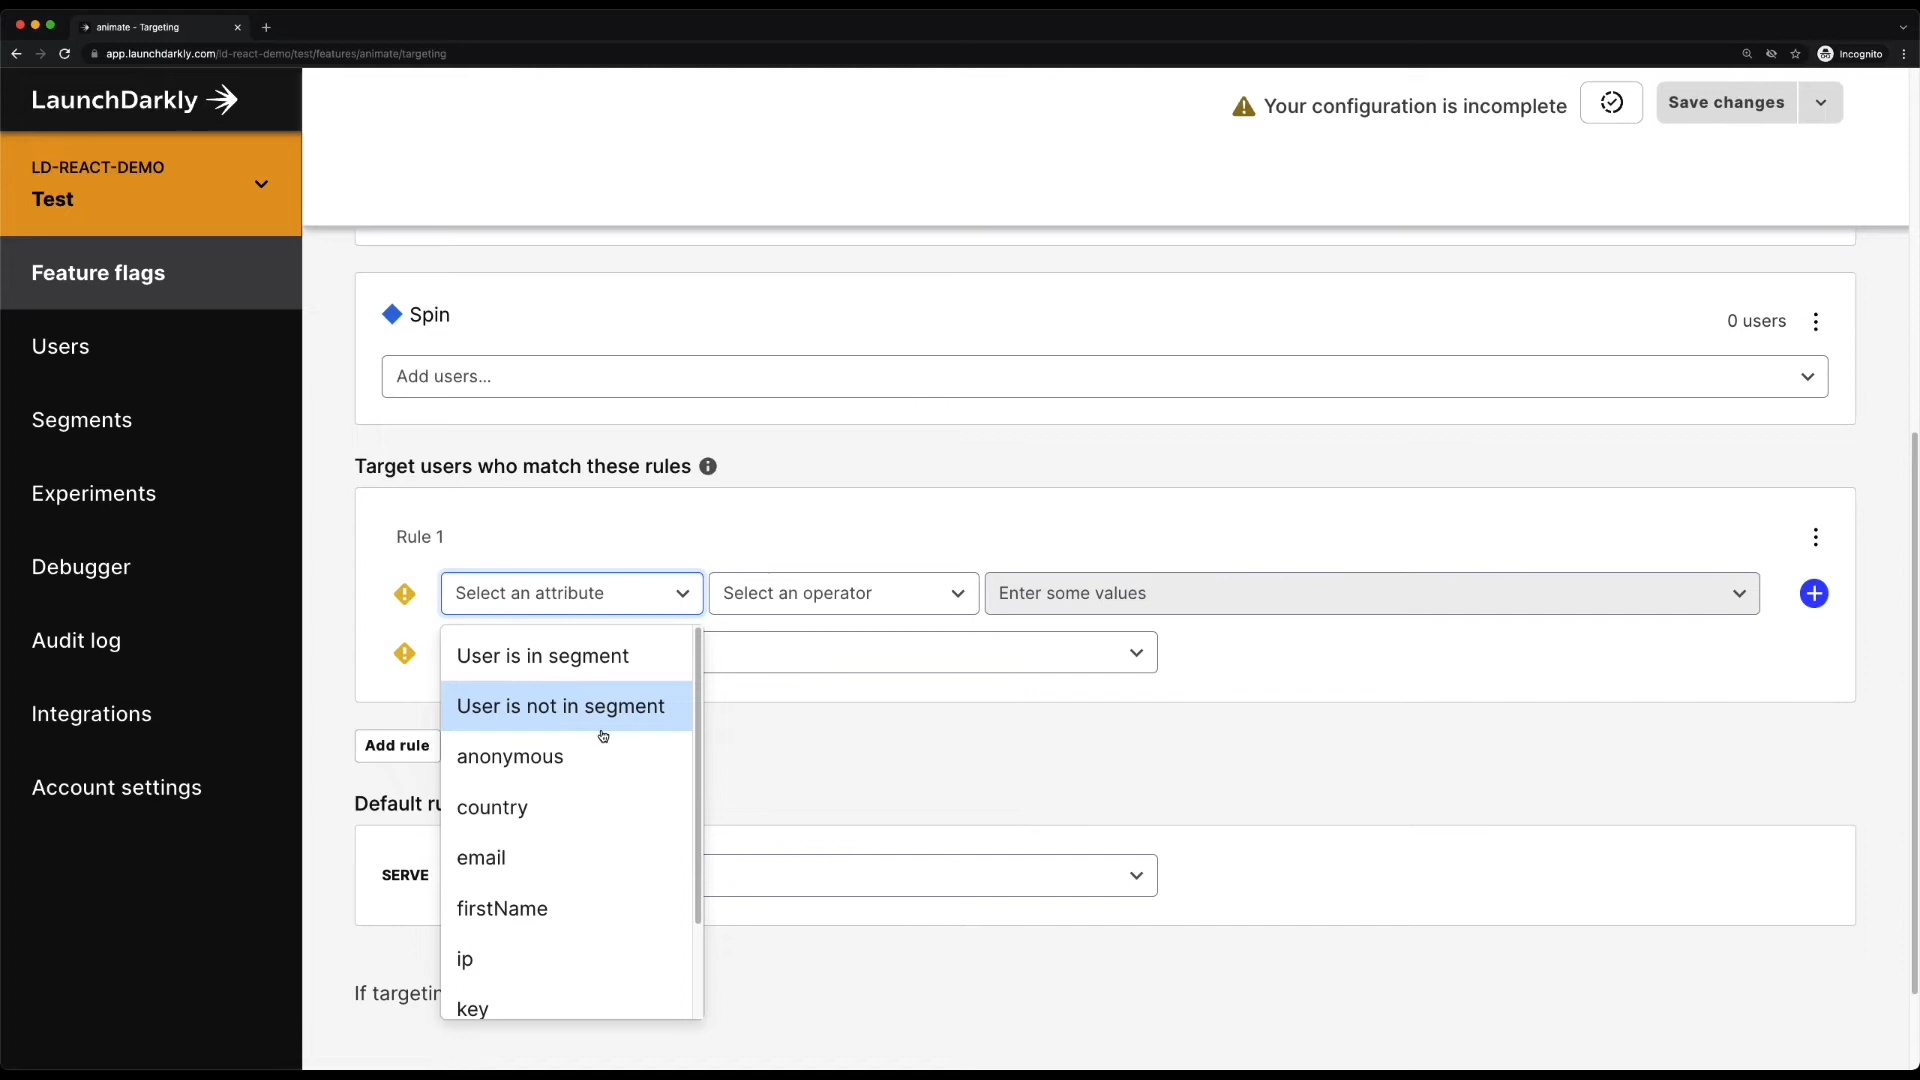 animate - Targeting
app.launchdarkly.com/ld-react-demo/test/features/animate/targeting
Incognito
LaunchDarkly
Your configuration is incomplete
Save changes
LD-REACT-DEMO
Test
Feature flags
Users
Segments
Experiments
Debugger
Audit log
Integrations
Account settings
Spin
0 users
Add users...
Target users who match these rules
Rule 1
Select an attribute
Select an operator
Enter some values
User is in segment
User is not in segment
anonymous
country
email
firstName
ip
key
Add rule
Default ru
SERVE
If targetin